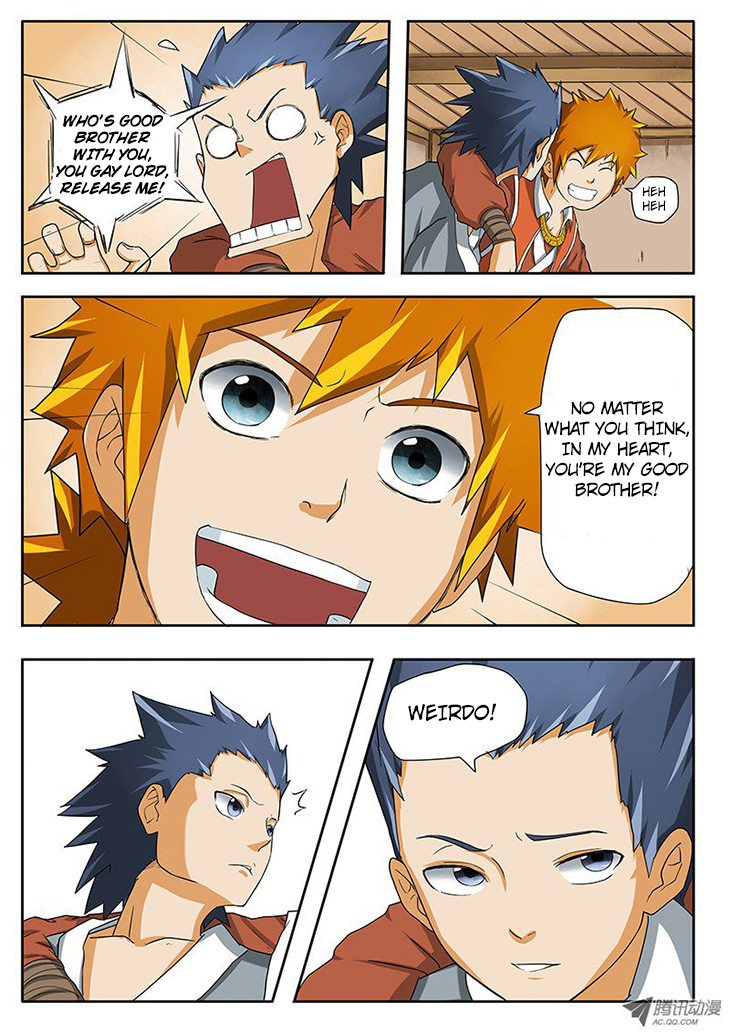 WHO'S GOOD
BROTHER
WITH YOU,
YOU GAY LORD,
RELEASE ME!
HEH
HEH
NO MATTER
WHAT YOU THINK,
IN MY HEART,
YOU'RE MY GOOD
BROTHER!
WEIRDO!
腾讯动漫
AC.QQ.COM